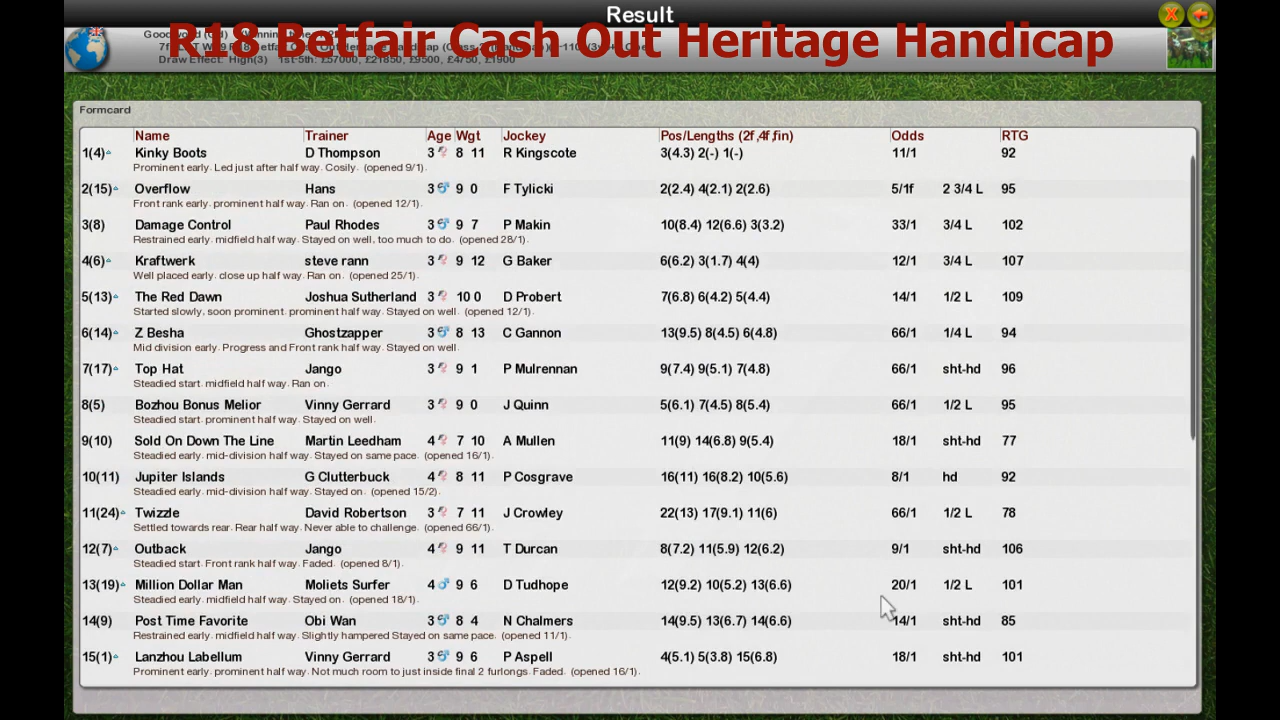 Result
R18 Betfair Cash Out Heritage Handicap
Draw Effect: High(3) 1st-5th: £57000, £21850, £9500, £4750, £1900
Formcard
Name Trainer Age Wgt Jockey Pos/Lengths (2f,4f,fin) Odds RTG
1(4) Kinky Boots D Thompson 3 8 11 R Kingscote 3(4.3) 2(-) 1(-) 11/1 92
Prominent early. Led just after half way. Cosily. (opened 9/1).
2(15) Overflow Hans 3 9 0 F Tylicki 2(2.4) 4(2.1) 2(2.6) 5/1f 2 3/4 L 95
Front rank early. prominent half way. Ran on. (opened 12/1).
3(8) Damage Control Paul Rhodes 3 9 7 P Makin 10(8.4) 12(6.6) 3(3.2) 33/1 3/4 L 102
Restrained early. midfield half way. Stayed on well, too much to do. (opened 28/1).
4(6) Kraftwerk steve rann 3 9 12 G Baker 6(6.2) 3(1.7) 4(4) 12/1 3/4 L 107
Well placed early. close up half way. Ran on. (opened 25/1).
5(13) The Red Dawn Joshua Sutherland 3 10 0 D Probert 7(6.8) 6(4.2) 5(4.4) 14/1 1/2 L 109
Started slowly, soon prominent. prominent half way. Stayed on well. (opened 12/1).
6(14) Z Besha Ghostzapper 3 8 13 C Gannon 13(9.5) 8(4.5) 6(4.8) 66/1 1/4 L 94
Mid division early. Progress and Front rank half way. Stayed on well.
7(17) Top Hat Jango 3 9 1 P Mulrennan 9(7.4) 9(5.1) 7(4.8) 66/1 sht-hd 96
Steadied start. midfield half way. Ran on.
8(5) Bozhou Bonus Melior Vinny Gerrard 3 9 0 J Quinn 5(6.1) 7(4.5) 8(5.4) 66/1 1/2 L 95
Steadied start. prominent half way. Stayed on well.
9(10) Sold On Down The Line Martin Leedham 4 7 10 A Mullen 11(9) 14(6.8) 9(5.4) 18/1 sht-hd 77
Steadied early. mid-division half way. Stayed on same pace. (opened 16/1).
10(11) Jupiter Islands G Clutterbuck 4 8 11 P Cosgrave 16(11) 16(8.2) 10(5.6) 8/1 hd 92
Steadied early. mid-division half way. Stayed on. (opened 15/2).
11(24) Twizzle David Robertson 3 7 11 J Crowley 22(13) 17(9.1) 11(6) 66/1 1/2 L 78
Settled towards rear. Rear half way. Never able to challenge. (opened 66/1).
12(7) Outback Jango 4 9 11 T Durcan 8(7.2) 11(5.9) 12(6.2) 9/1 sht-hd 106
Steadied start. Front rank half way. Faded. (opened 8/1).
13(19) Million Dollar Man Moliets Surfer 4 9 6 D Tudhope 12(9.2) 10(5.2) 13(6.6) 20/1 1/2 L 101
Steadied early. midfield half way. Stayed on. (opened 18/1).
14(9) Post Time Favorite Obi Wan 3 8 4 N Chalmers 14(9.5) 13(6.7) 14(6.6) 14/1 sht-hd 85
Restrained early. midfield half way. Slightly hampered Stayed on same pace. (opened 11/1).
15(1) Lanzhou Labellum Vinny Gerrard 3 9 6 P Aspell 4(5.1) 5(3.8) 15(6.8) 18/1 sht-hd 101
Prominent early. prominent half way. Not much room to just inside final 2 furlongs. Faded. (opened 16/1).